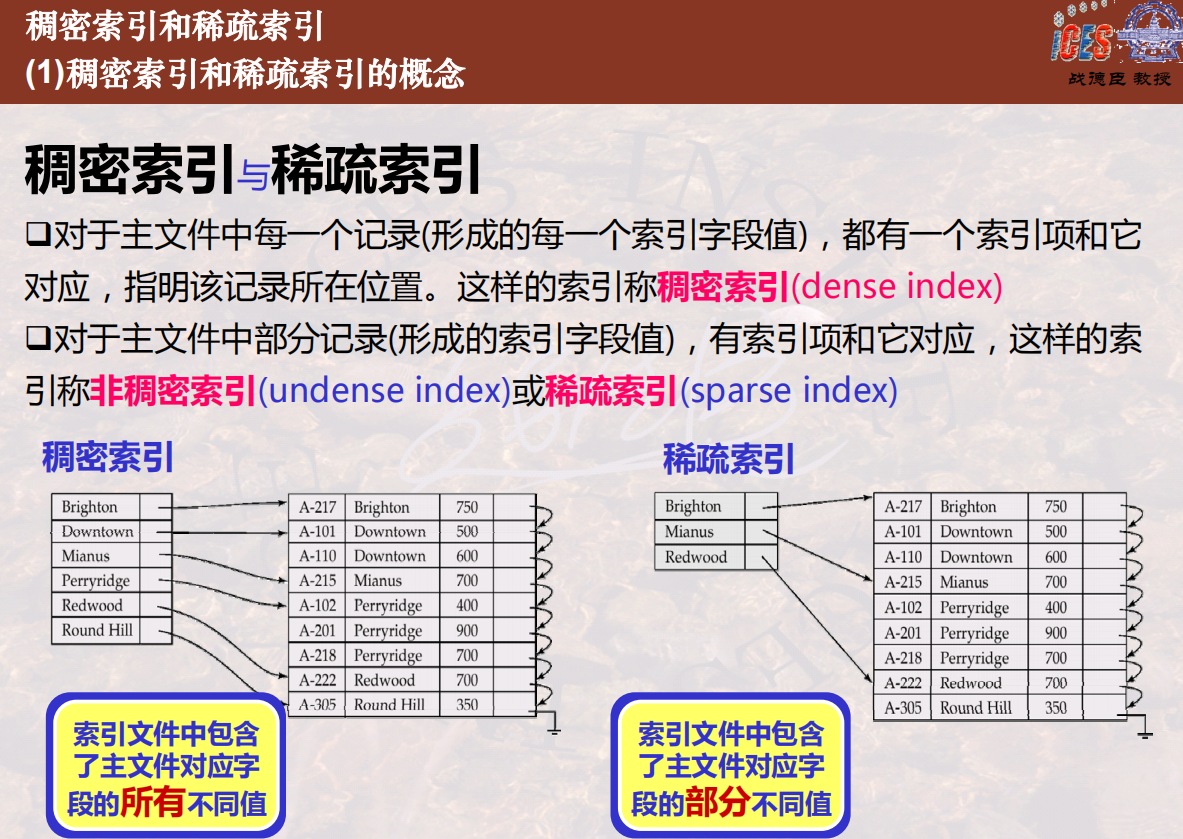 稠密索引和稀疏索引
(1)稠密索引和稀疏索引的概念
iCES
战德臣 教授
稠密索引与稀疏索引
❑对于主文件中每一个记录(形成的每一个索引字段值)，都有一个索引项和它
对应，指明该记录所在位置。这样的索引称稠密索引(dense index)
❑对于主文件中部分记录(形成的索引字段值)，有索引项和它对应，这样的索
引称非稠密索引(undense index)或稀疏索引(sparse index)
稠密索引
Brighton
Downtown
Mianus
Perryridge
Redwood
Round Hill
A-217 Brighton 750
A-101 Downtown 500
A-110 Downtown 600
A-215 Mianus 700
A-102 Perryridge 400
A-201 Perryridge 900
A-218 Perryridge 700
A-222 Redwood 700
A-305 Round Hill 350
索引文件中包含
了主文件对应字
段的所有不同值
稀疏索引
Brighton
Mianus
Redwood
A-217 Brighton 750
A-101 Downtown 500
A-110 Downtown 600
A-215 Mianus 700
A-102 Perryridge 400
A-201 Perryridge 900
A-218 Perryridge 700
A-222 Redwood 700
A-305 Round Hill 350
索引文件中包含
了主文件对应字
段的部分不同值